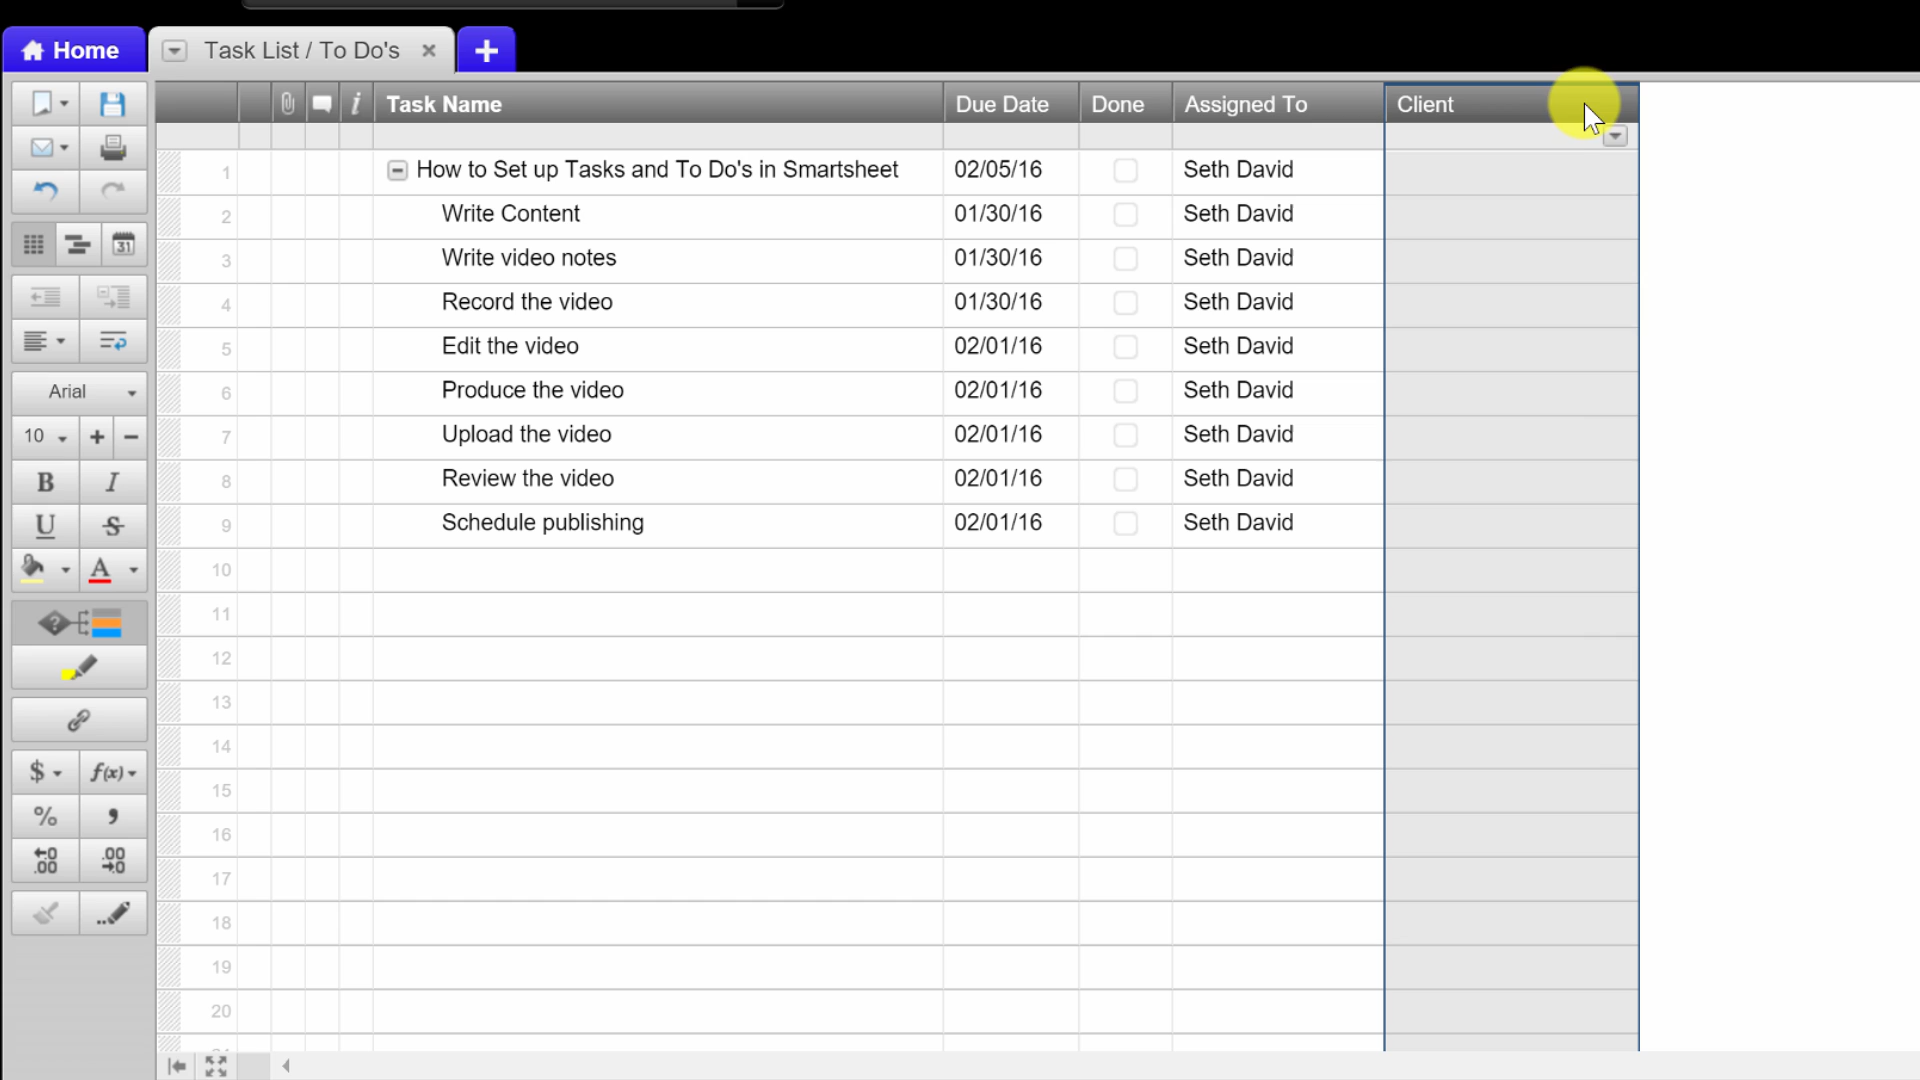 Home
Task List / To Do's
Task Name Due Date Done Assigned To Client
1 How to Set up Tasks and To Do's in Smartsheet 02/05/16 Seth David
2 Write Content 01/30/16 Seth David
3 Write video notes 01/30/16 Seth David
4 Record the video 01/30/16 Seth David
5 Edit the video 02/01/16 Seth David
6 Produce the video 02/01/16 Seth David
7 Upload the video 02/01/16 Seth David
8 Review the video 02/01/16 Seth David
9 Schedule publishing 02/01/16 Seth David
10
11
12
13
14
15
16
17
18
19
20
31
Arial
10 + −
B I
U S
A
?
$ f(x)
% ,
.0 .00
.00 .0